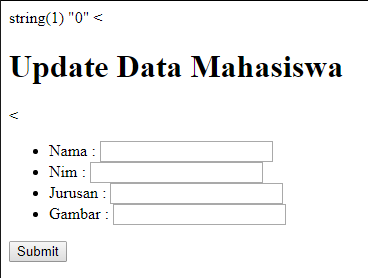 string(1) "0" <
Update Data Mahasiswa
<
• Nama :
• Nim :
• Jurusan :
• Gambar :
Submit